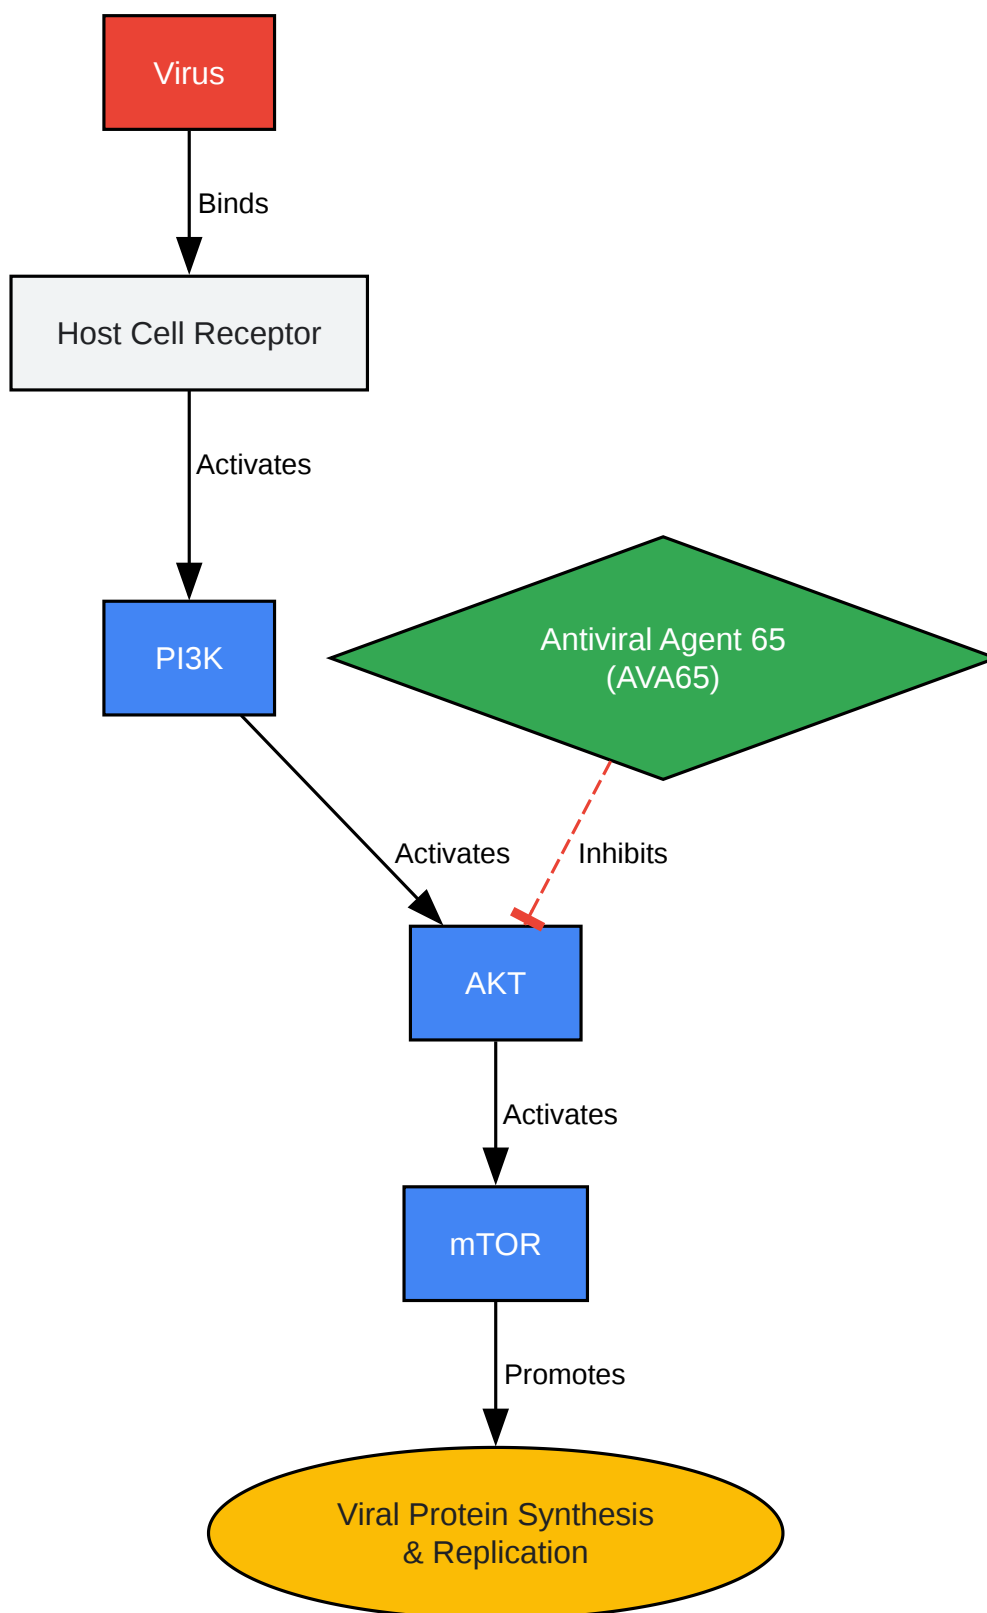 Virus
Binds
Host Cell Receptor
Activates
PI3K
Antiviral Agent 65
(AVA65)
Activates
Inhibits
AKT
Activates
mTOR
Promotes
Viral Protein Synthesis
& Replication